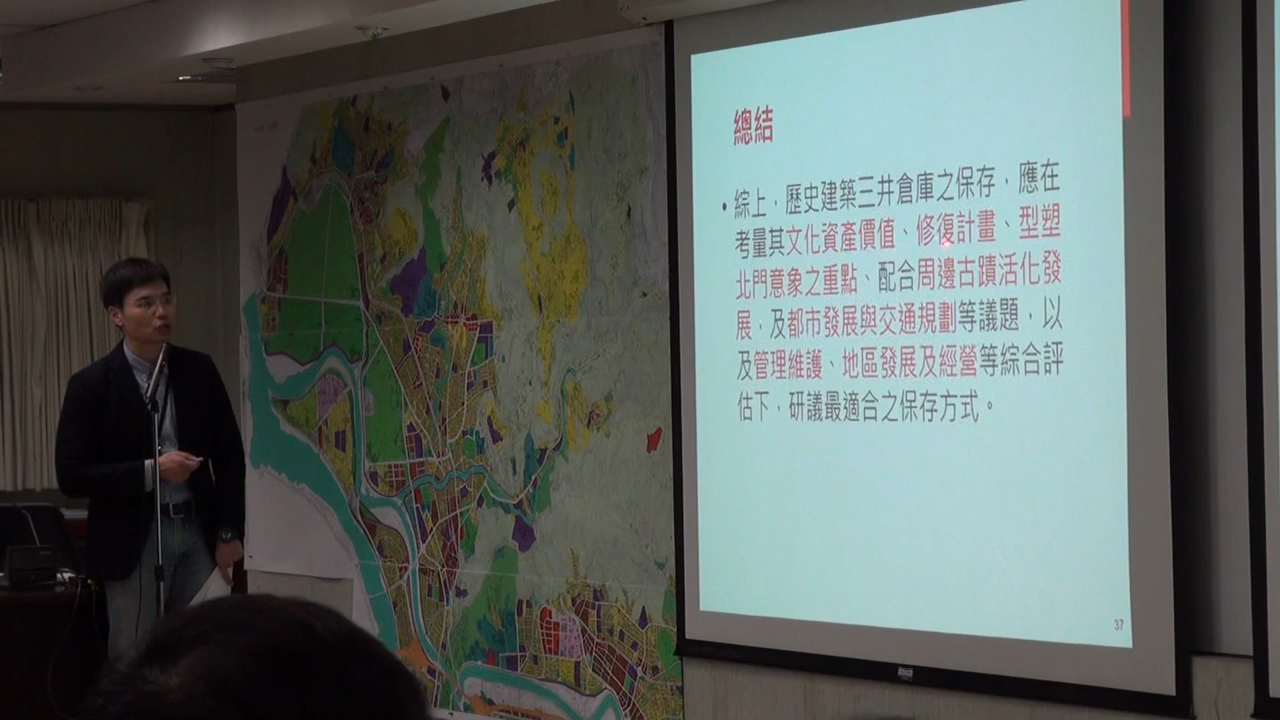 總結
• 綜上，歷史建築三井倉庫之保存，應在
考量其文化資產價值、修復計畫、型塑
北門意象之重點、配合周邊古蹟活化發
展，及都市發展與交通規劃等議題，以
及管理維護、地區發展及經營等綜合評
估下，研議最適合之保存方式。
37